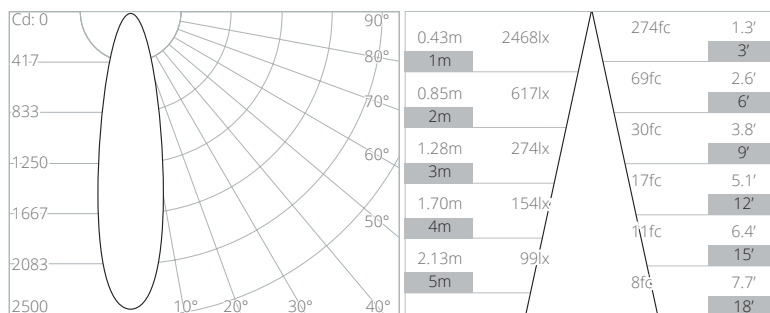 Cd: 0
417
833
1250
1667
2083
2500
10°
20°
30°
40°
50°
60°
70°
80°
90°
0.43m 2468lx
1m
0.85m 617lx
2m
1.28m 274lx
3m
1.70m 154lx
4m
2.13m 99lx
5m
274fc 1.3’
3’
69fc 2.6’
6’
30fc 3.8’
9’
17fc 5.1’
12’
11fc 6.4’
15’
8fc 7.7’
18’